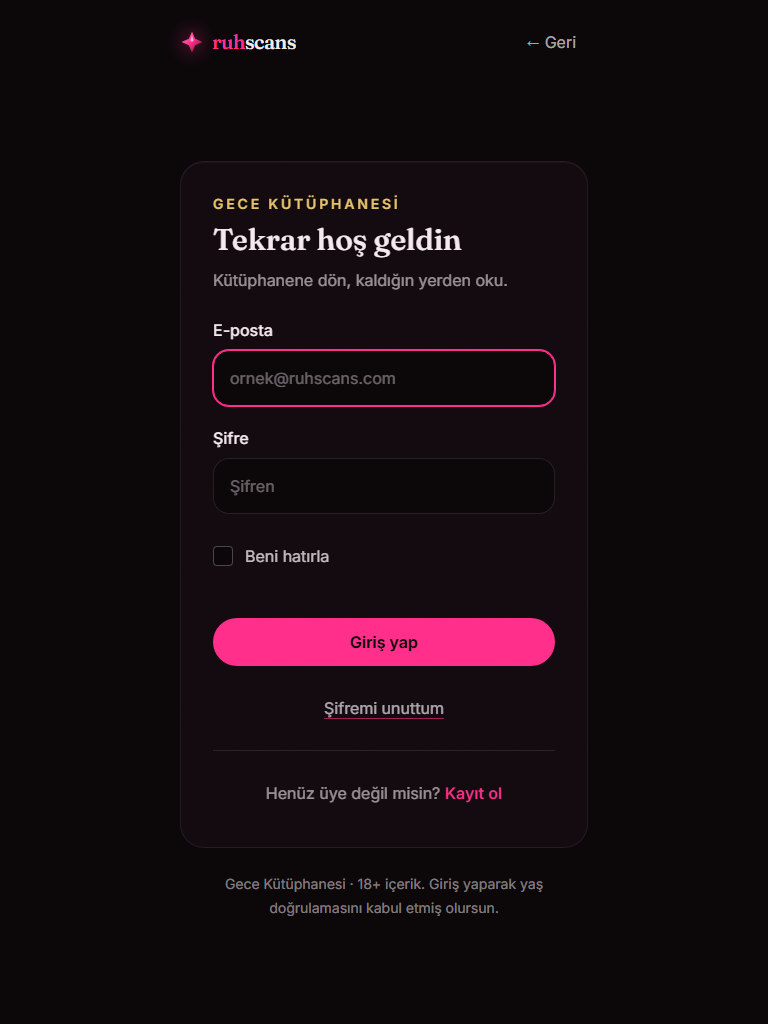 ruhscans
← Geri
GECE KÜTÜPHANESİ
Tekrar hoş geldin
Kütüphanene dön, kaldığın yerden oku.
E-posta
ornek@ruhscans.com
Şifre
Şifren
Beni hatırla
Giriş yap
Şifremi unuttum
Henüz üye değil misin? Kayıt ol
Gece Kütüphanesi · 18+ içerik. Giriş yaparak yaş
doğrulamasını kabul etmiş olursun.